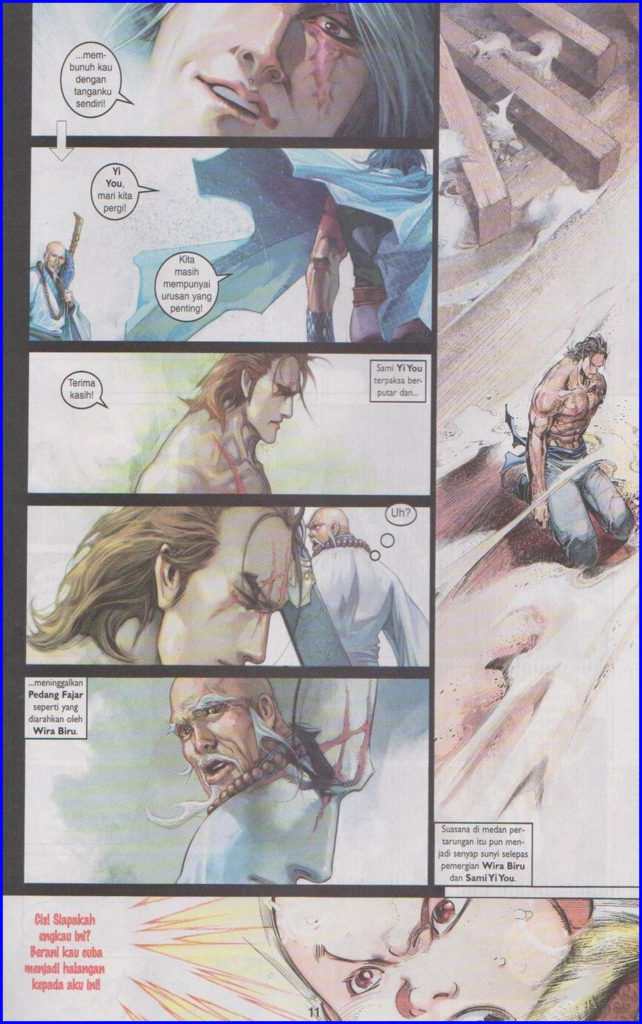 ...mem-
bunuh kau
dengan
tanganku
sendiri!
Yi
You,
mari kita
pergi!
Kita
masih
mempunyai
urusan yang
penting!
Terima
kasih!
Sami Yi You
terpaksa ber-
putar dan...
Uh?
...meninggalkan
Pedang Fajar
seperti yang
diarahkan oleh
Wira Biru.
Suasana di medan per-
tarungan itu pun men-
jadi senyap sunyi selepas
pemergian Wira Biru
dan Sami Yi You.
Cis! Siapakah
engkau ini?
Berani kau cuba
menjadi halangan
kepada aku ini!
11